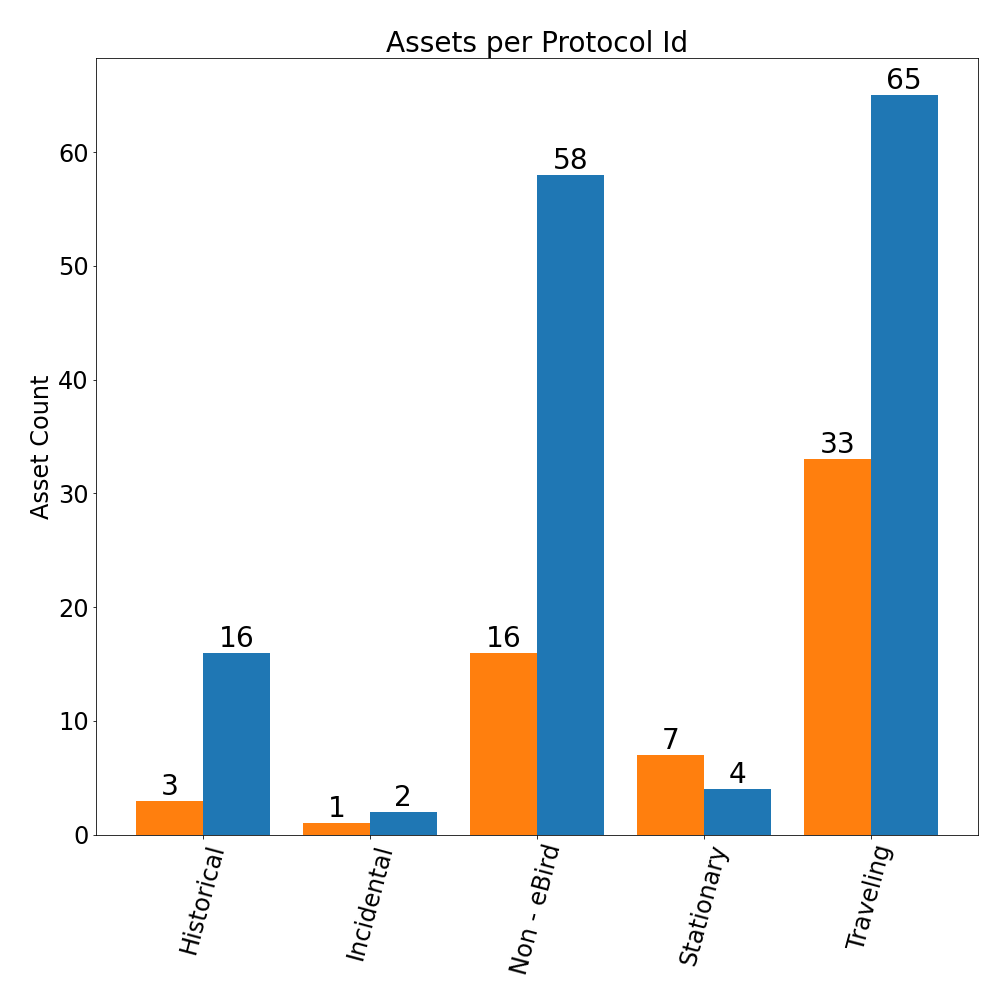 Assets per Protocol Id
Asset Count
60
50
40
30
20
10
0
3
16
1
2
16
58
7
4
33
65
Historical
Incidental
Non - eBird
Stationary
Traveling